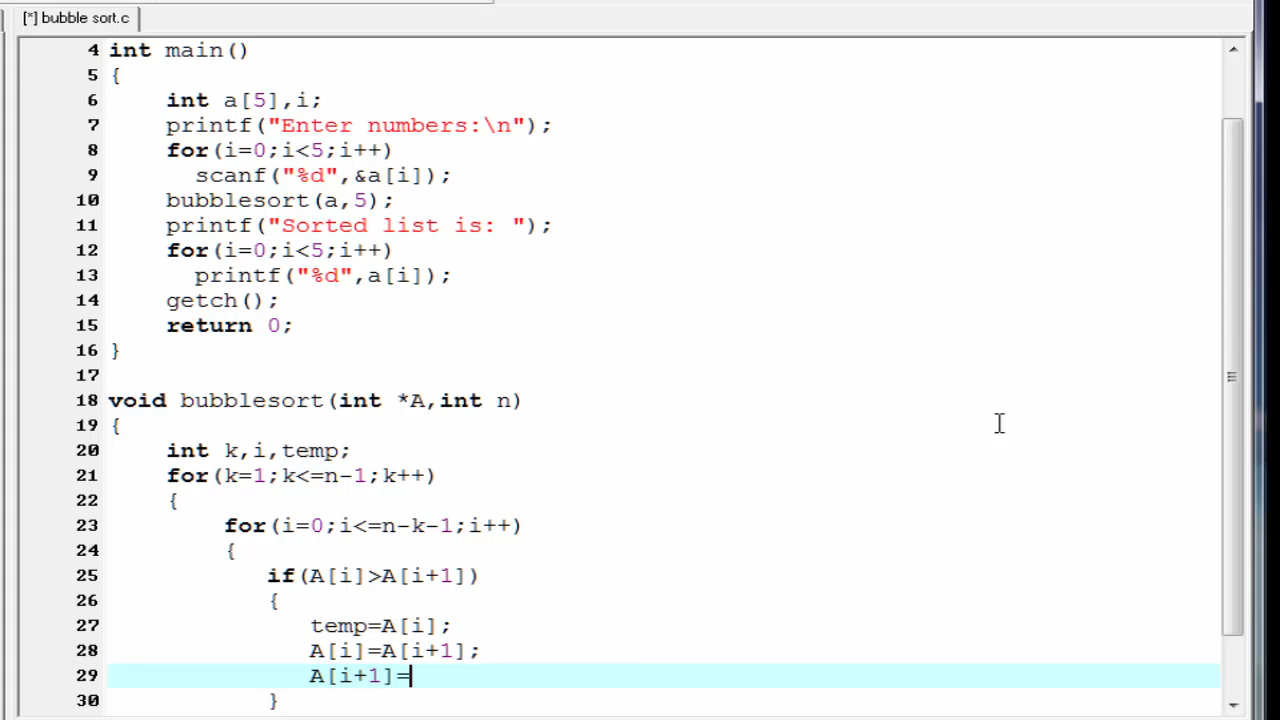 [*] bubble sort.c
4 int main()
5 {
6 int a[5],i;
7 printf("Enter numbers:\n");
8 for(i=0;i<5;i++)
9 scanf("%d",&a[i]);
10 bubblesort(a,5);
11 printf("Sorted list is: ");
12 for(i=0;i<5;i++)
13 printf("%d",a[i]);
14 getch();
15 return 0;
16 }
17
18 void bubblesort(int *A,int n)
19 {
20 int k,i,temp;
21 for(k=1;k<=n-1;k++)
22 {
23 for(i=0;i<=n-k-1;i++)
24 {
25 if(A[i]>A[i+1])
26 {
27 temp=A[i];
28 A[i]=A[i+1];
29 A[i+1]=
30 }